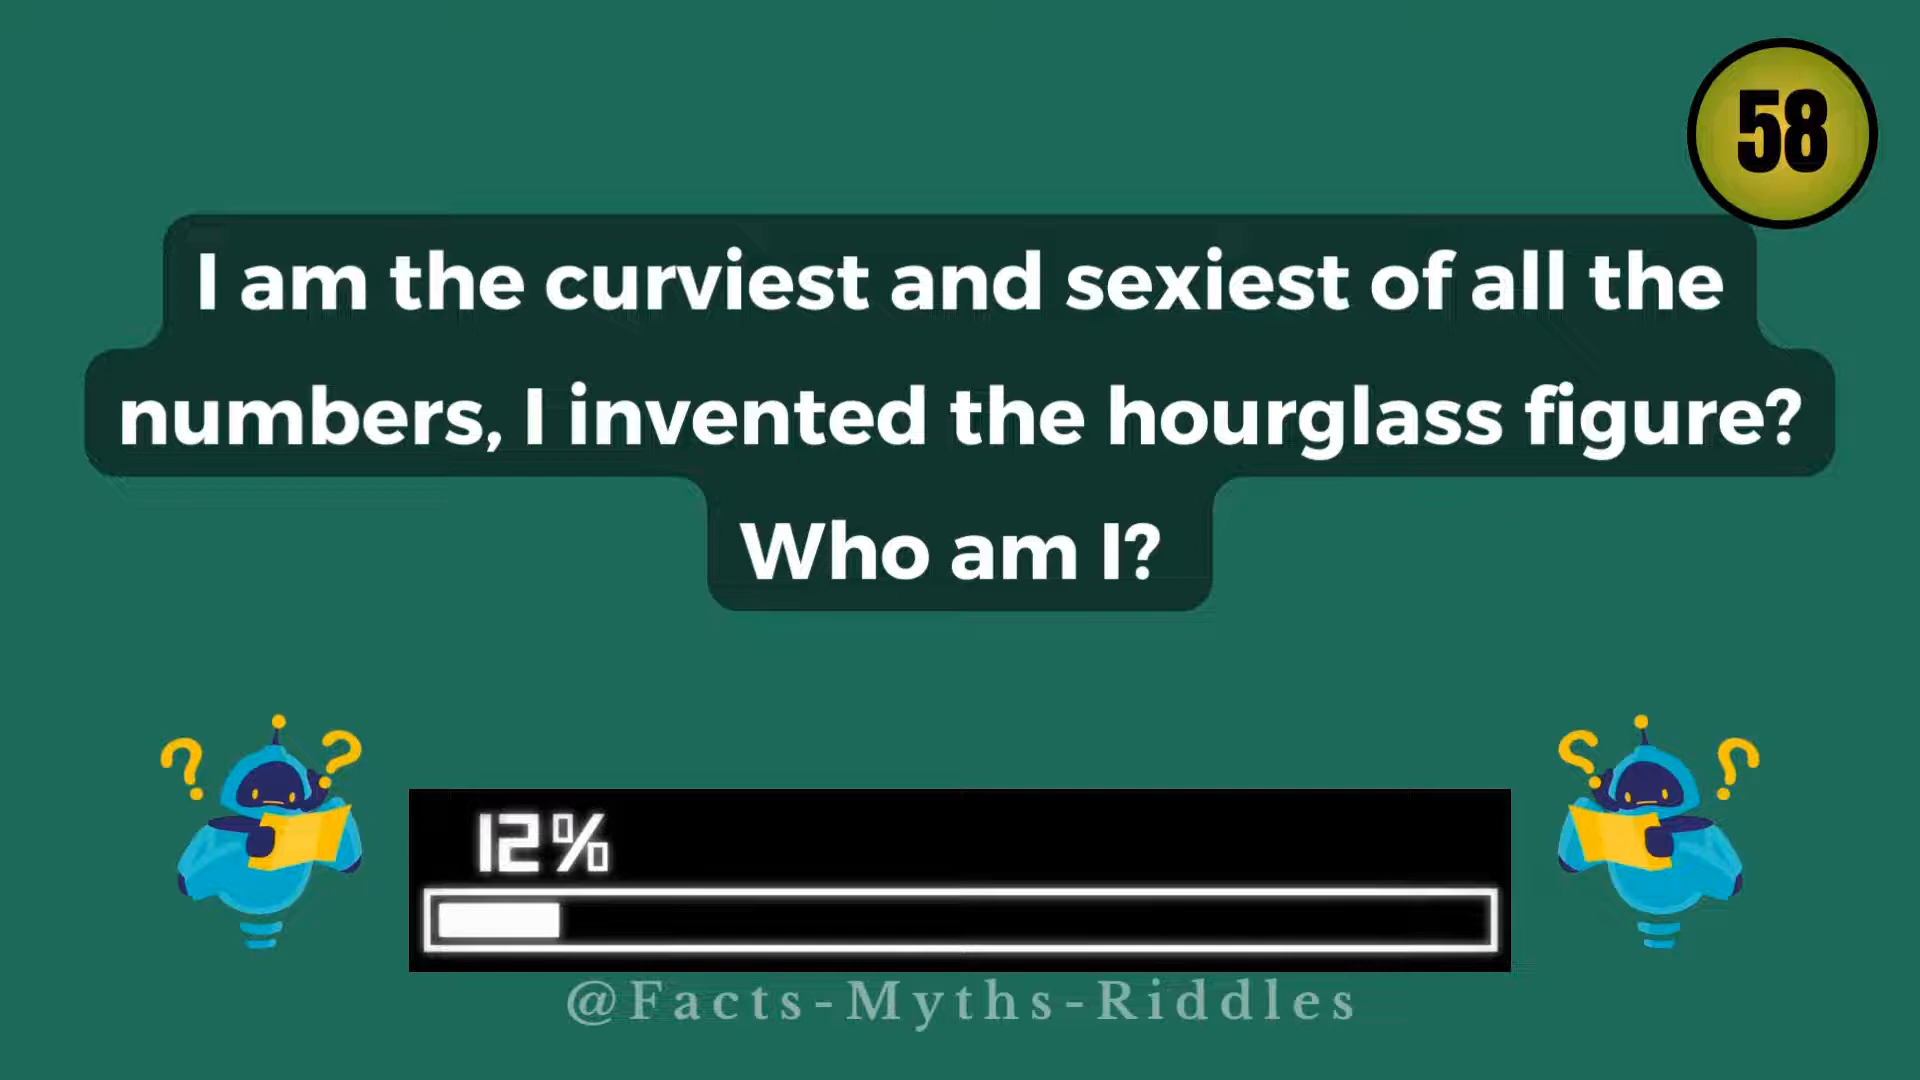 58
I am the curviest and sexiest of all the
numbers, I invented the hourglass figure?
Who am I?
12%
@Facts-Myths-Riddles